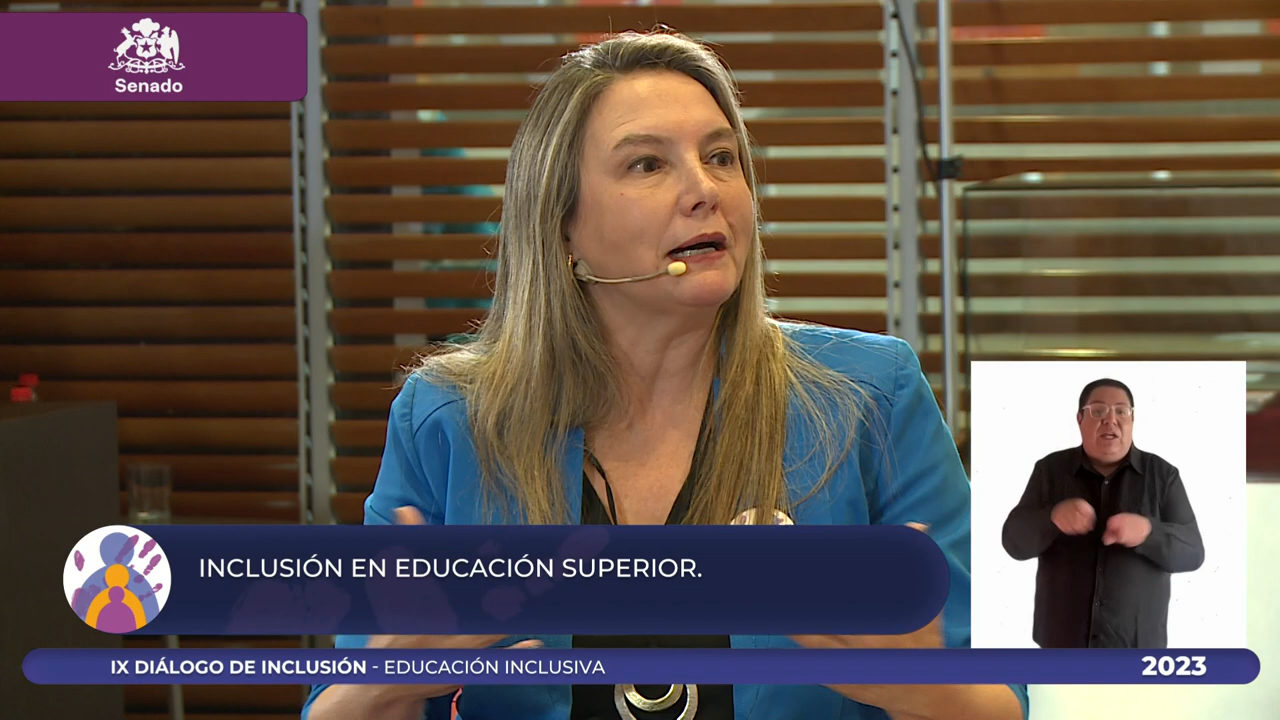 Senado
INCLUSIÓN EN EDUCACIÓN SUPERIOR.
IX DIÁLOGO DE INCLUSIÓN - EDUCACIÓN INCLUSIVA
2023